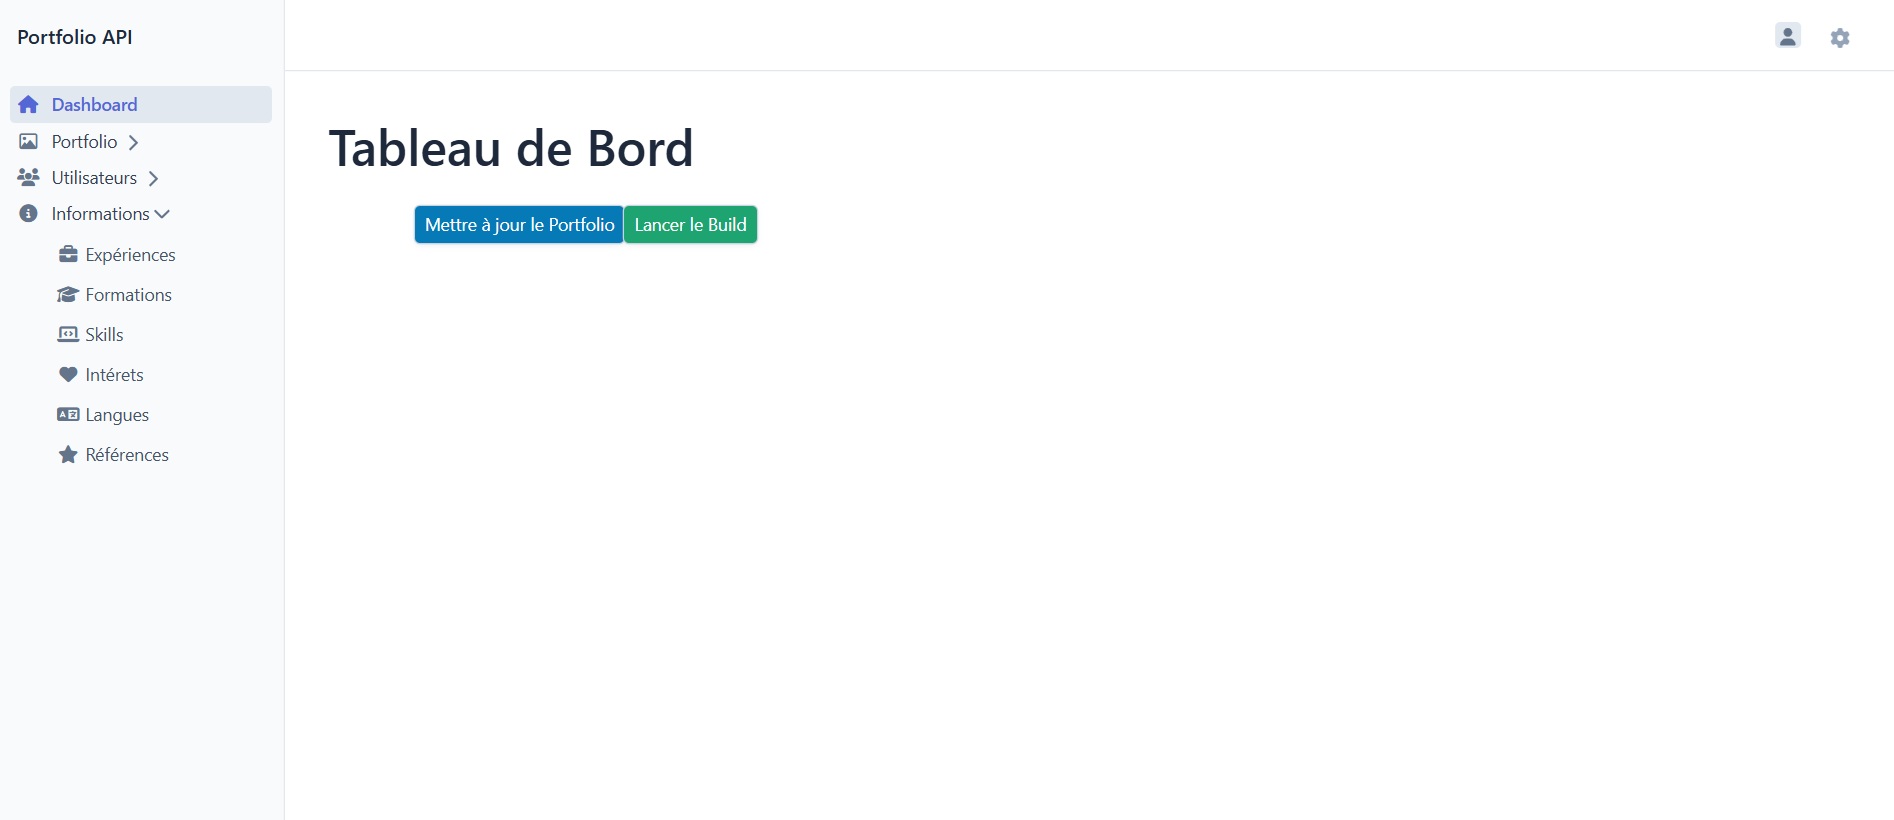 Portfolio API
Dashboard
Portfolio
Utilisateurs
Informations
Expériences
Formations
Skills
Intérets
Langues
Références
Tableau de Bord
Mettre à jour le Portfolio
Lancer le Build